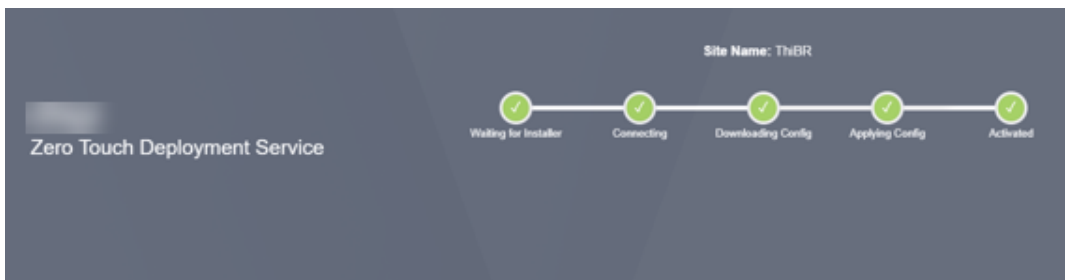 Site Name: ThiBR
Waiting for Installer
Connecting
Downloading Config
Applying Config
Activated
Zero Touch Deployment Service